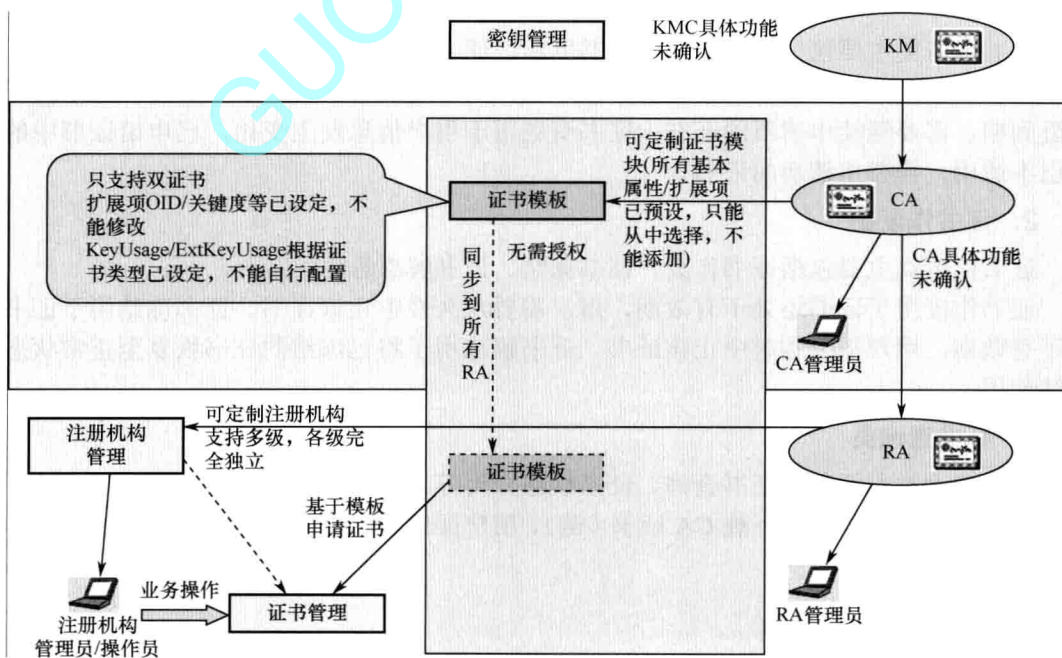 GUO
密钥管理
KMC具体功能
未确认
KM
只支持双证书
扩展项OID/关键度等已设定，不
能修改
KeyUsage/ExtKeyUsage根据证
书类型已设定，不能自行配置
证书模板
可定制证书模
块(所有基本
属性/扩展项
已预设，只能
从中选择，不
能添加)
CA
同步到所有RA
无需授权
CA具体功能
未确认
CA管理员
注册机构
管理
可定制注册机构
支持多级，各级完
全独立
RA
证书模板
基于模板
申请证书
业务操作
证书管理
注册机构
管理员/操作员
RA管理员